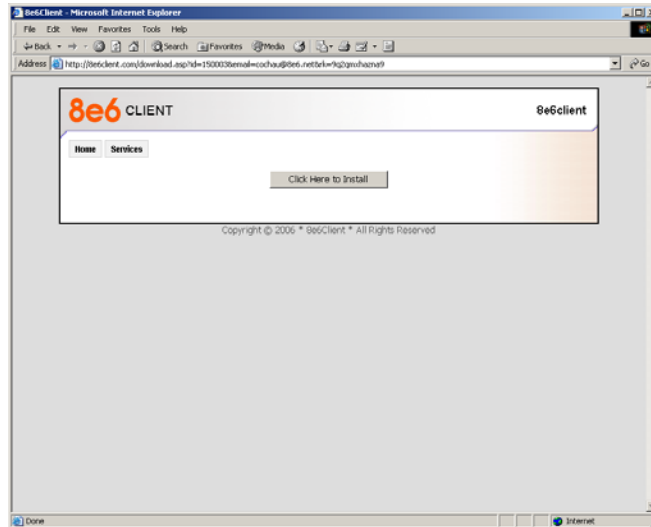 8e6Client - Microsoft Internet Explorer
File Edit View Favorites Tools Help
Back Search Favorites Media
Address http://8e6client.com/download.asp?id=15003&email=cochau@8e6.net&rk=9q2qmxhazna9 Go
8e6 CLIENT 8e6client
Home Services
Click Here to Install
Copyright © 2006 * 8e6Client * All Rights Reserved
Done Internet